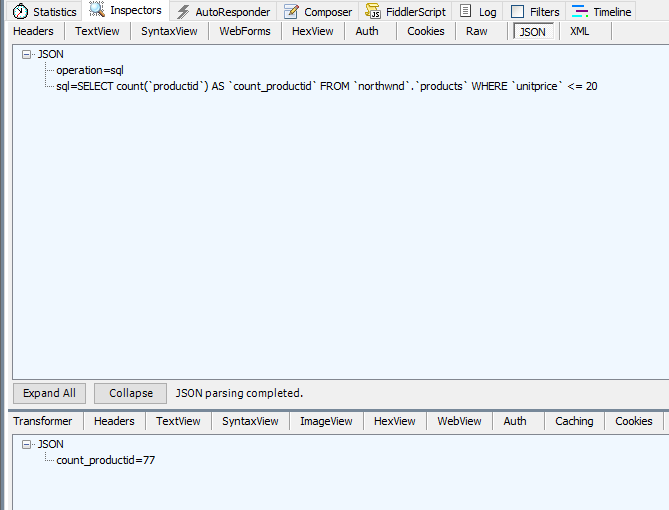 Statistics Inspectors AutoResponder Composer FiddlerScript Log Filters Timeline
Headers TextView SyntaxView WebForms HexView Auth Cookies Raw JSON XML
JSON
operation=sql
sql=SELECT count(`productid`) AS `count_productid` FROM `northwnd`.`products` WHERE `unitprice` <= 20
Expand All Collapse JSON parsing completed.
Transformer Headers TextView SyntaxView ImageView HexView WebView Auth Caching Cookies
JSON
count_productid=77